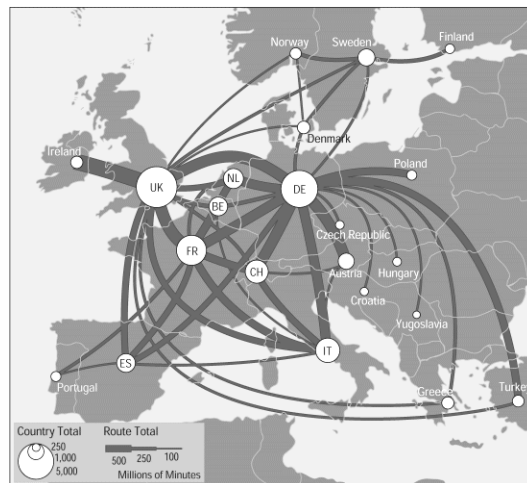 Norway
Sweden
Finland
Denmark
Ireland
UK
NL
DE
Poland
BE
Czech Republic
FR
CH
Austria
Hungary
Croatia
Yugoslavia
IT
ES
Portugal
Greece
Turke
Country Total
250
1,000
5,000
Route Total
500 250 100
Millions of Minutes